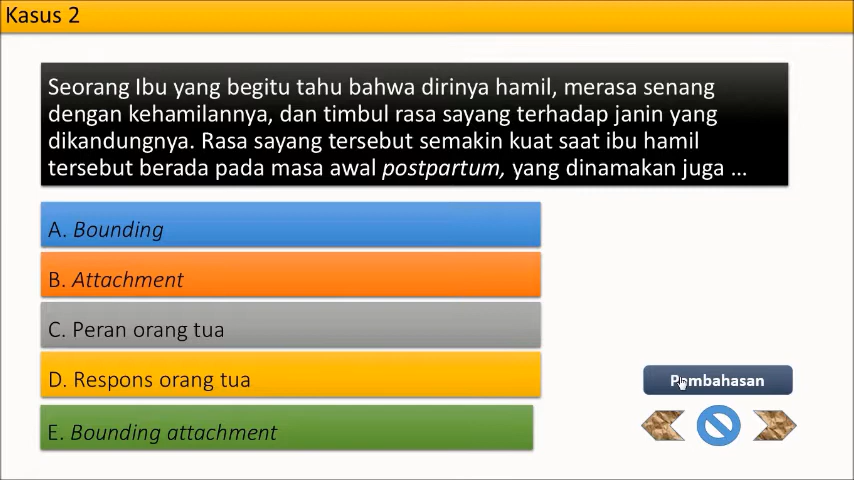 Kasus 2
Seorang Ibu yang begitu tahu bahwa dirinya hamil, merasa senang
dengan kehamilannya, dan timbul rasa sayang terhadap janin yang
dikandungnya. Rasa sayang tersebut semakin kuat saat ibu hamil
tersebut berada pada masa awal postpartum, yang dinamakan juga ...
A. Bounding
B. Attachment
C. Peran orang tua
D. Respons orang tua
E. Bounding attachment
Pembahasan